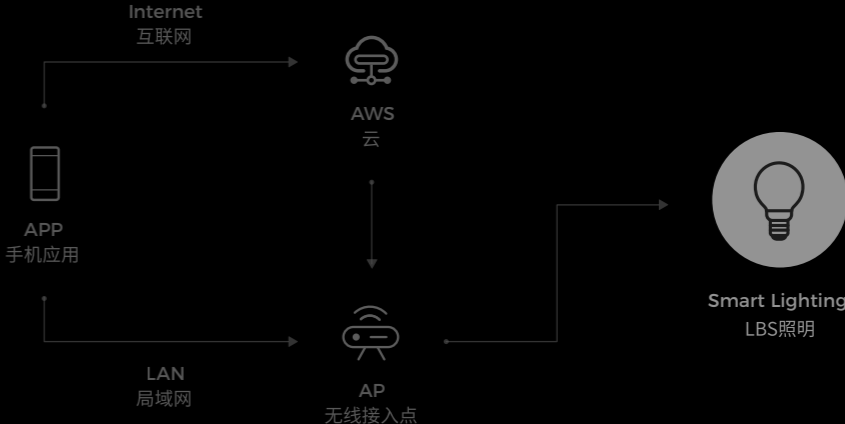 Internet
互联网
AWS
云
APP
手机应用
Smart Lighting
LBS照明
LAN
局域网
AP
无线接入点